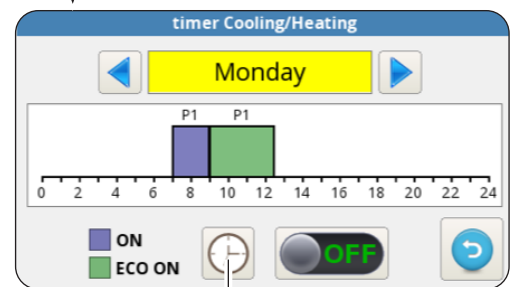 timer Cooling/Heating
Monday
P1 P1
0 2 4 6 8 10 12 14 16 18 20 22 24
ON
ECO ON
OFF